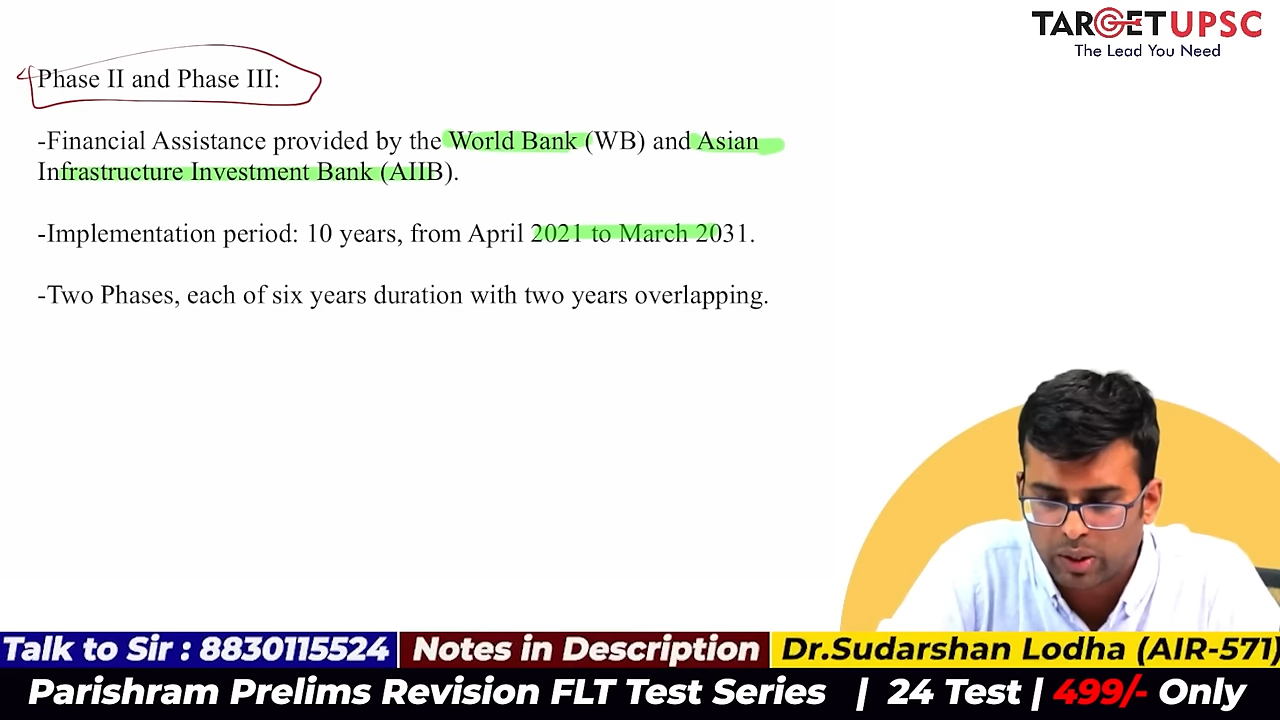 TARGET UPSC
The Lead You Need
Phase II and Phase III:
-Financial Assistance provided by the World Bank (WB) and Asian
Infrastructure Investment Bank (AIIB).
-Implementation period: 10 years, from April 2021 to March 2031.
-Two Phases, each of six years duration with two years overlapping.
Talk to Sir : 8830115524 Notes in Description Dr.Sudarshan Lodha (AIR-571)
Parishram Prelims Revision FLT Test Series | 24 Test | 499/- Only